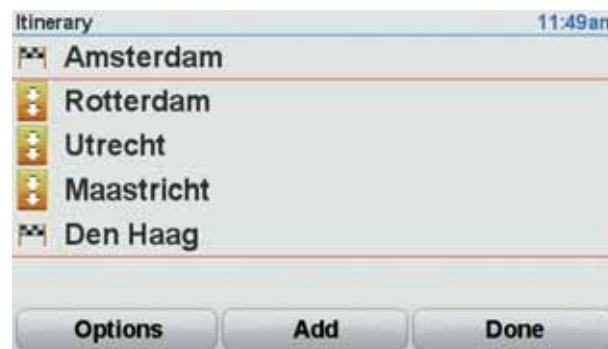 Itinerary 11:49am
Amsterdam
Rotterdam
Utrecht
Maastricht
Den Haag
Options Add Done